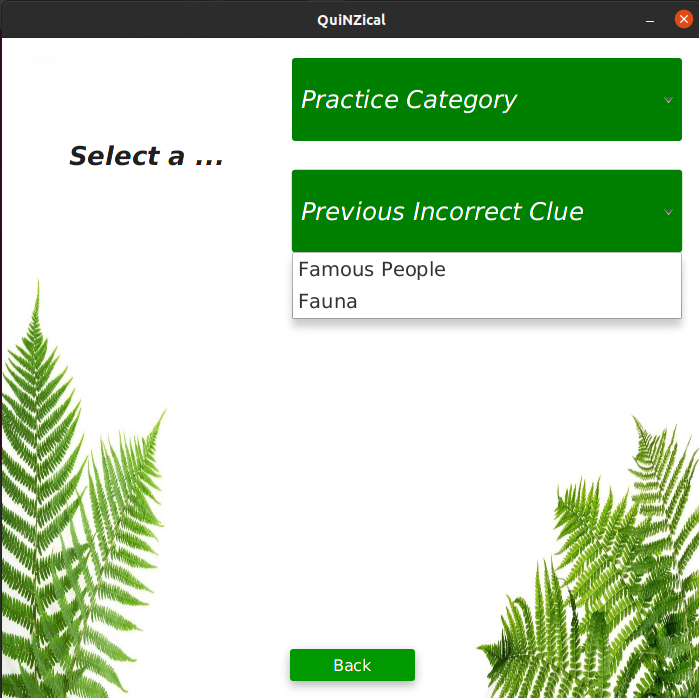 QuiNZical
Practice Category
Select a ...
Previous Incorrect Clue
Famous People
Fauna
Back